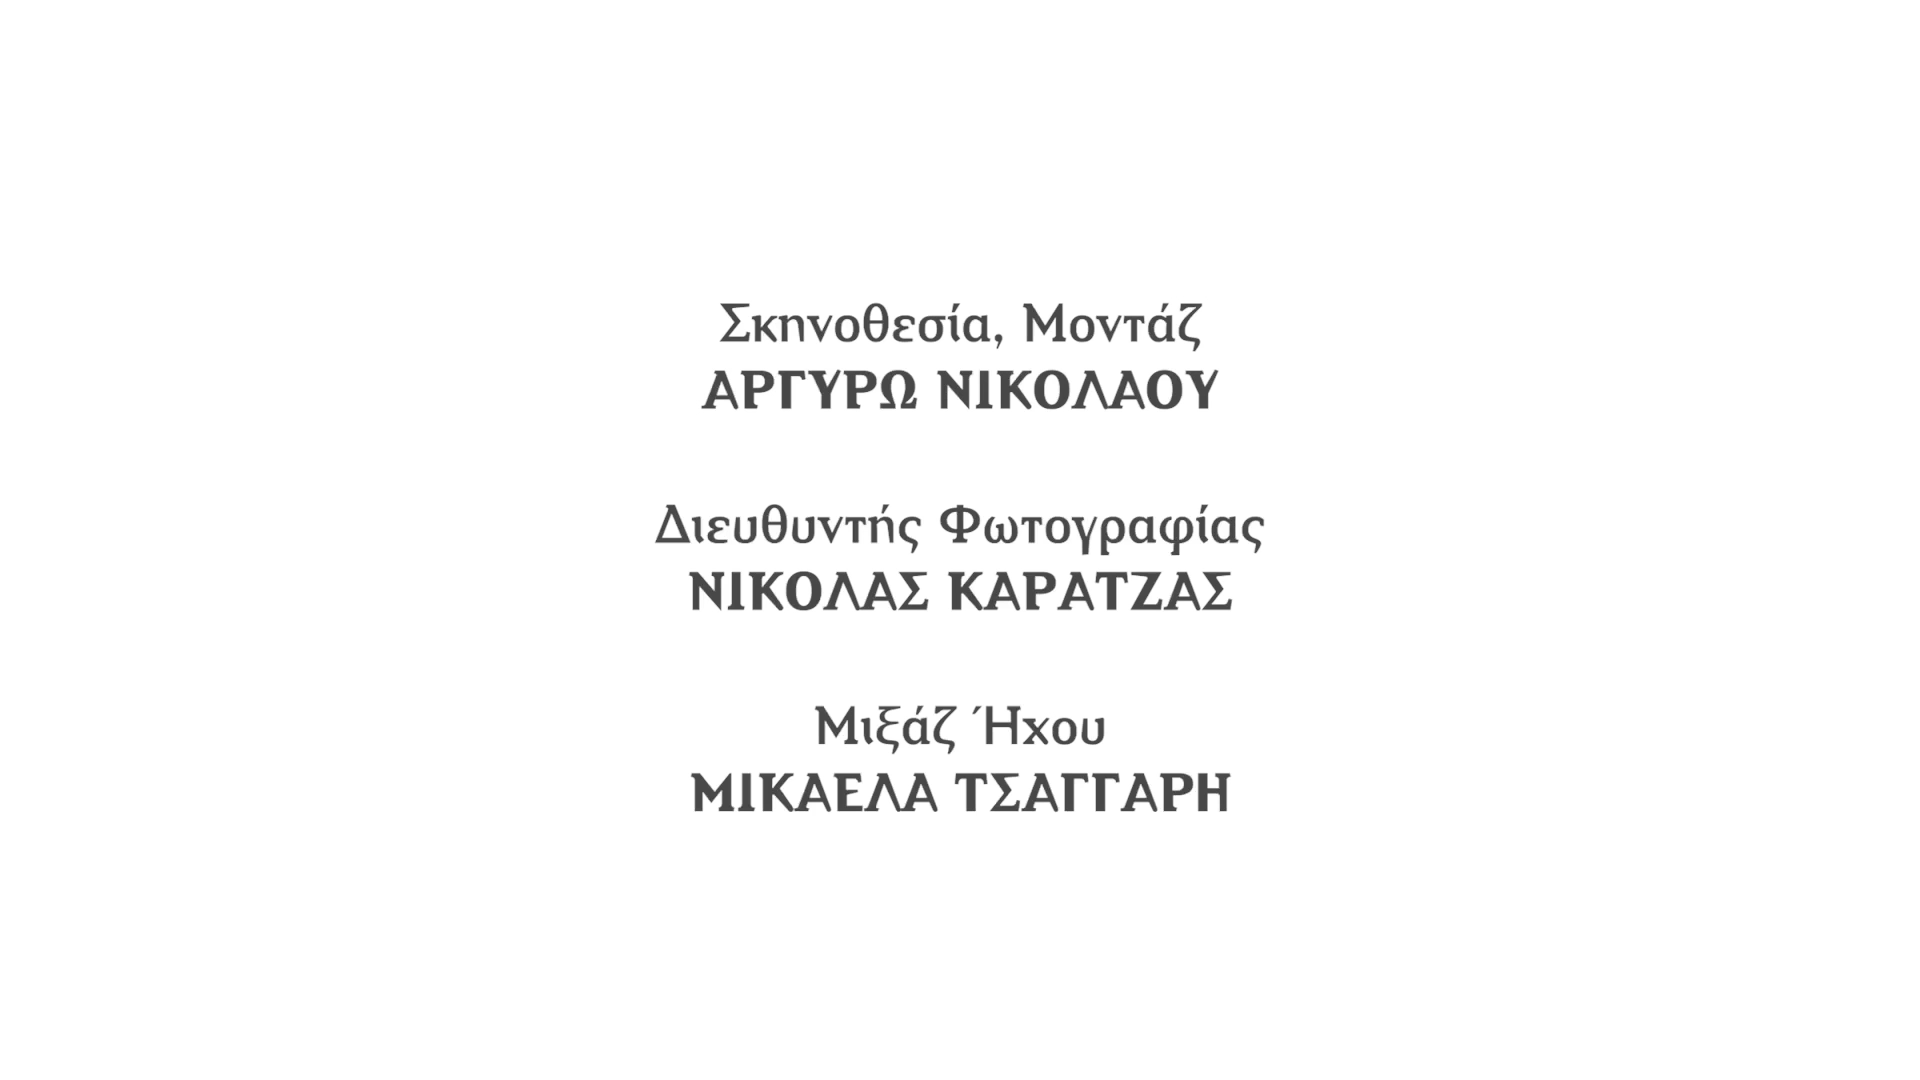 Σκηνοθεσία, Μοντάζ
ΑΡΓΥΡΩ ΝΙΚΟΛΑΟΥ
Διευθυντής Φωτογραφίας
ΝΙΚΟΛΑΣ ΚΑΡΑΤΖΑΣ
Μιξάζ Ήχου
ΜΙΚΑΕΛΑ ΤΣΑΓΓΑΡΗ